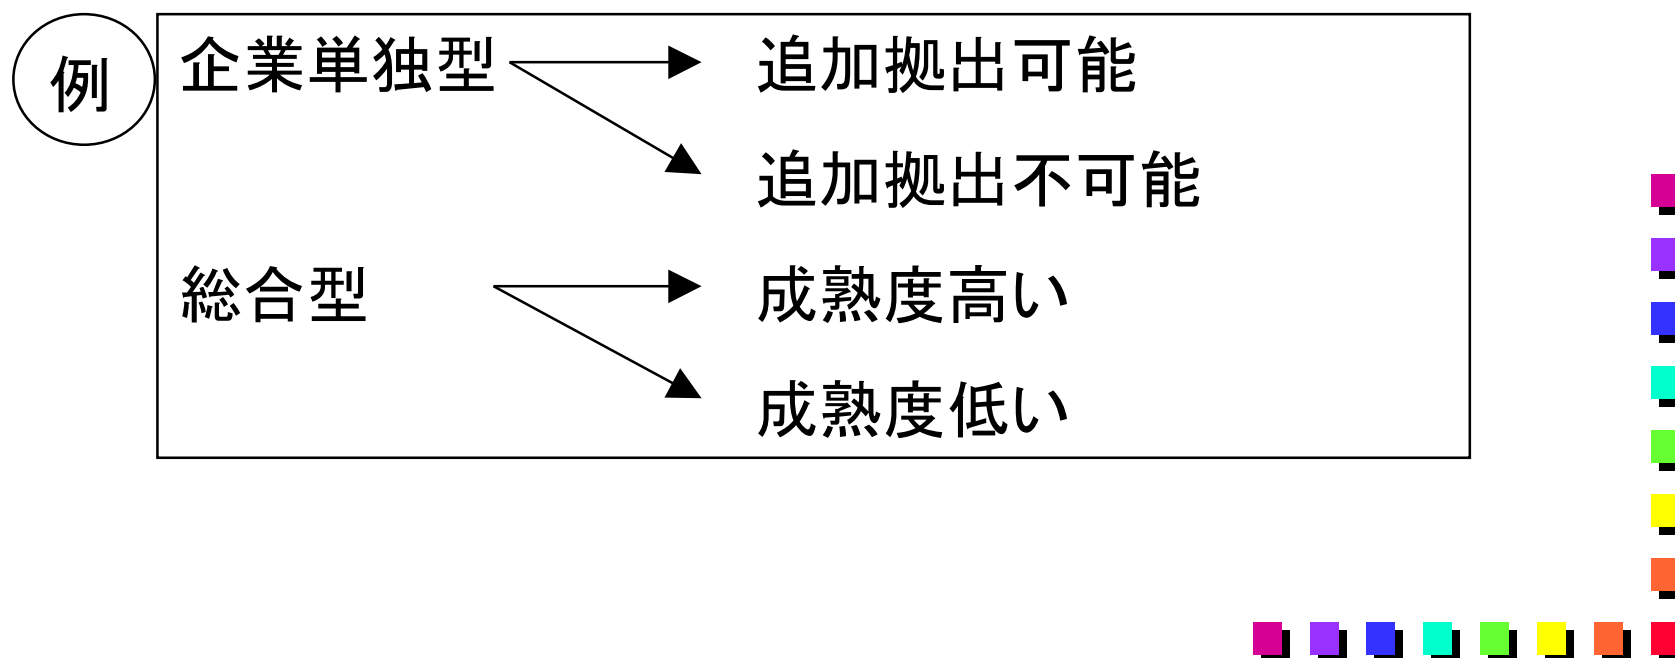 例
企業単独型 追加拠出可能
追加拠出不可能
総合型 成熟度高い
成熟度低い